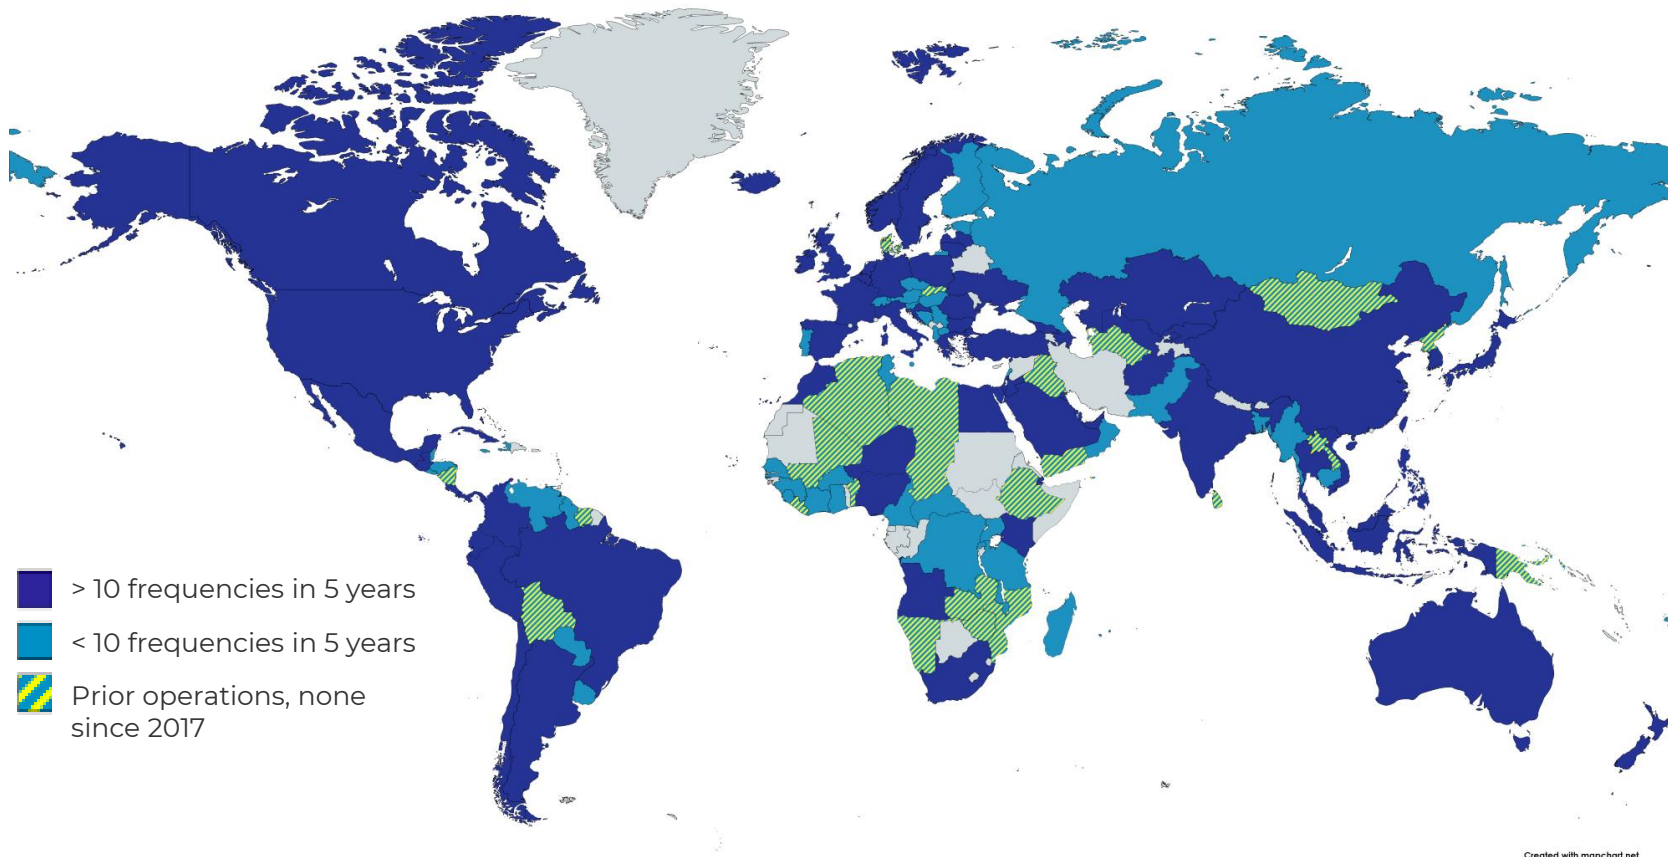 > 10 frequencies in 5 years
< 10 frequencies in 5 years
Prior operations, none
since 2017
Created with mapchart.net